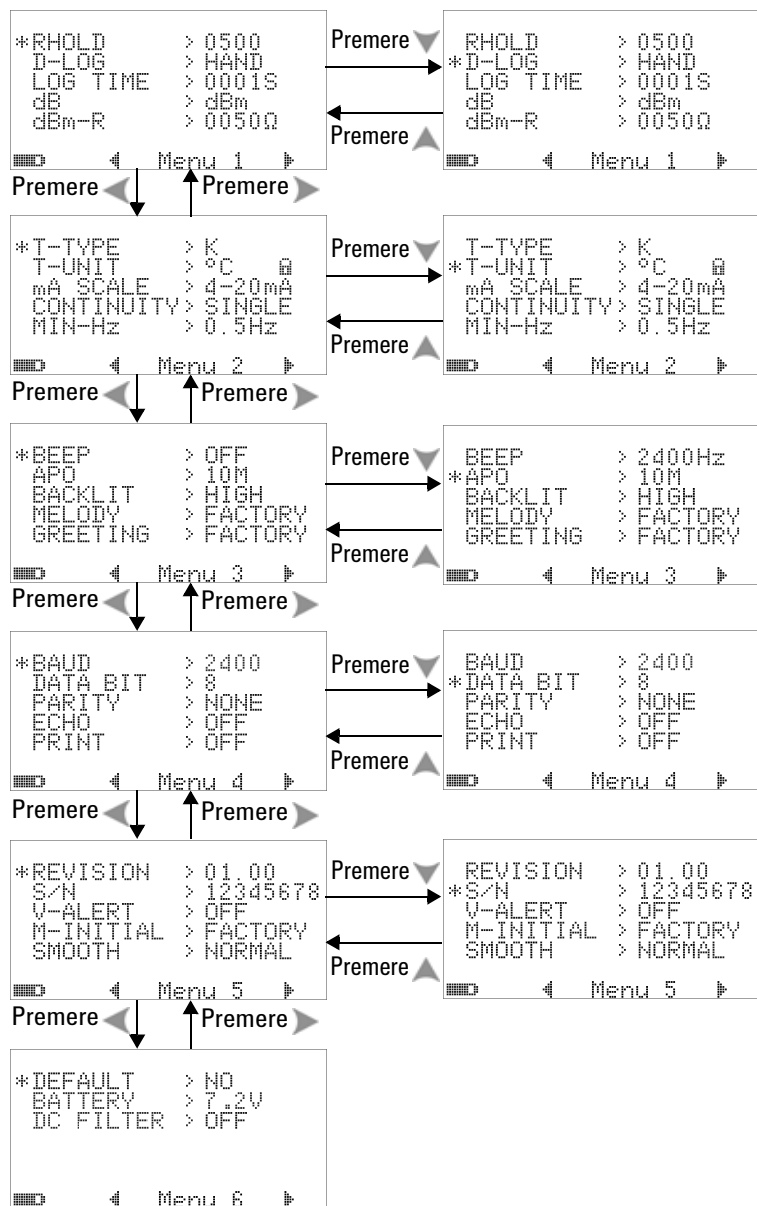 *RHOLD > 0500
D-LOG > HAND
LOG TIME > 0001S
dB > dBm
dBm-R > 0050Ω
Menu 1
Premere
Premere
RHOLD > 0500
*D-LOG > HAND
LOG TIME > 0001S
dB > dBm
dBm-R > 0050Ω
Menu 1
Premere
Premere
*T-TYPE > K
T-UNIT > °C
mA SCALE > 4-20mA
CONTINUITY> SINGLE
MIN-Hz > 0.5Hz
Menu 2
Premere
Premere
T-TYPE > K
*T-UNIT > °C
mA SCALE > 4-20mA
CONTINUITY> SINGLE
MIN-Hz > 0.5Hz
Menu 2
Premere
Premere
*BEEP > OFF
APO > 10M
BACKLIT > HIGH
MELODY > FACTORY
GREETING > FACTORY
Menu 3
Premere
Premere
BEEP > 2400Hz
*APO > 10M
BACKLIT > HIGH
MELODY > FACTORY
GREETING > FACTORY
Menu 3
Premere
Premere
*BAUD > 2400
DATA BIT > 8
PARITY > NONE
ECHO > OFF
PRINT > OFF
Menu 4
Premere
Premere
BAUD > 2400
*DATA BIT > 8
PARITY > NONE
ECHO > OFF
PRINT > OFF
Menu 4
Premere
Premere
*REVISION > 01.00
S/N > 12345678
V-ALERT > OFF
M-INITIAL > FACTORY
SMOOTH > NORMAL
Menu 5
Premere
Premere
REVISION > 01.00
*S/N > 12345678
V-ALERT > OFF
M-INITIAL > FACTORY
SMOOTH > NORMAL
Menu 5
Premere
Premere
*DEFAULT > NO
BATTERY > 7.2V
DC FILTER > OFF
Menu 6